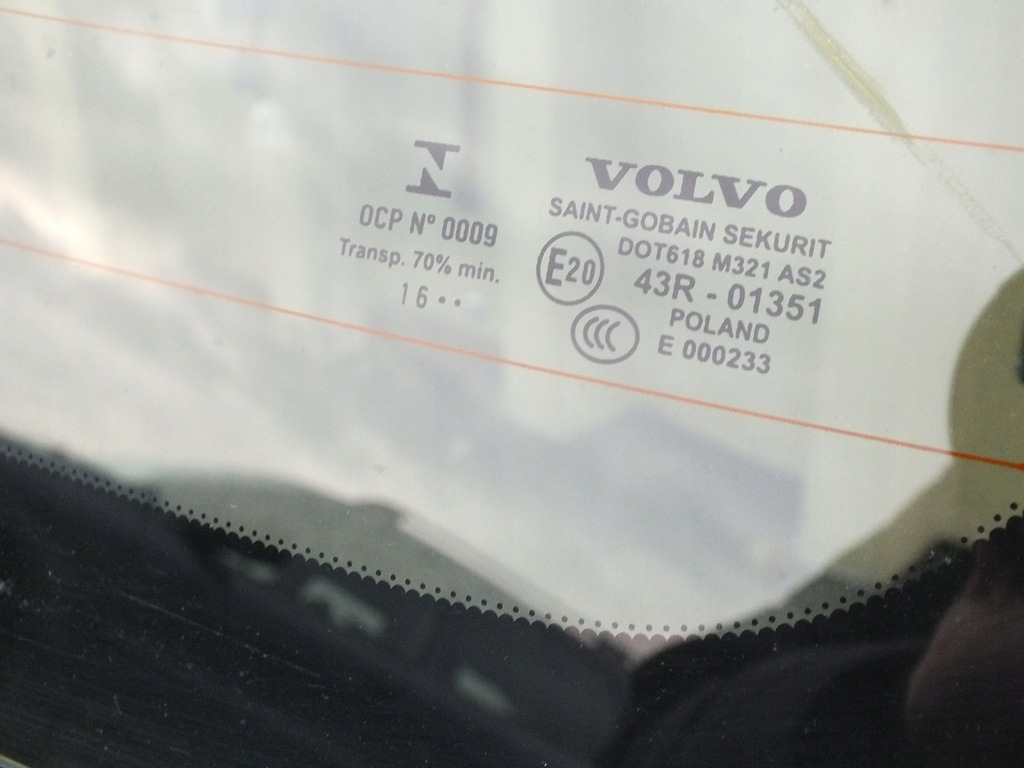 OCP Nº 0009
Transp. 70% min.
16 ••
VOLVO
SAINT-GOBAIN SEKURIT
DOT618 M321 AS2
E20
43R - 01351
CCC
POLAND
E 000233